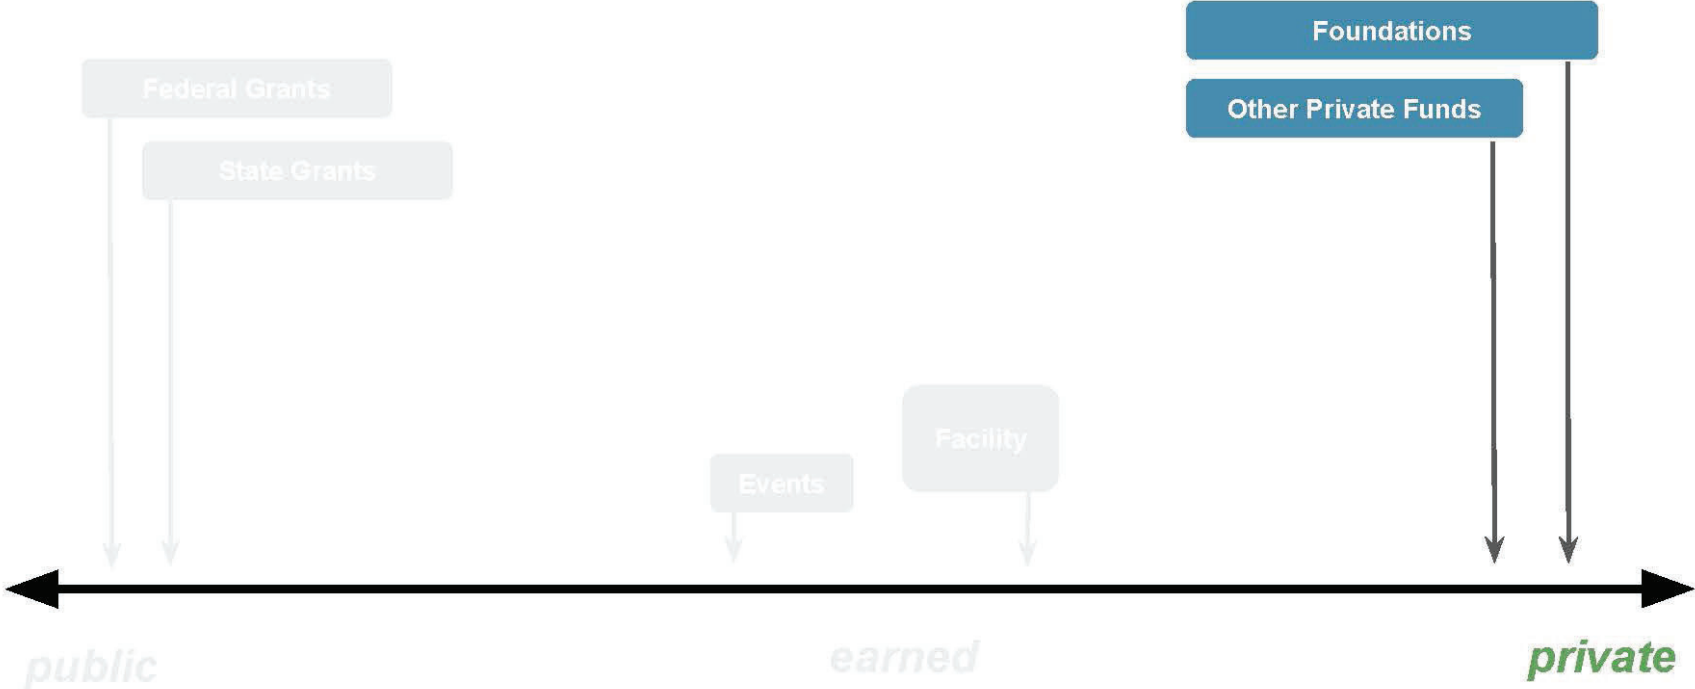 Foundations
Federal Grants
Other Private Funds
State Grants
Facility
Events
public
earned
private